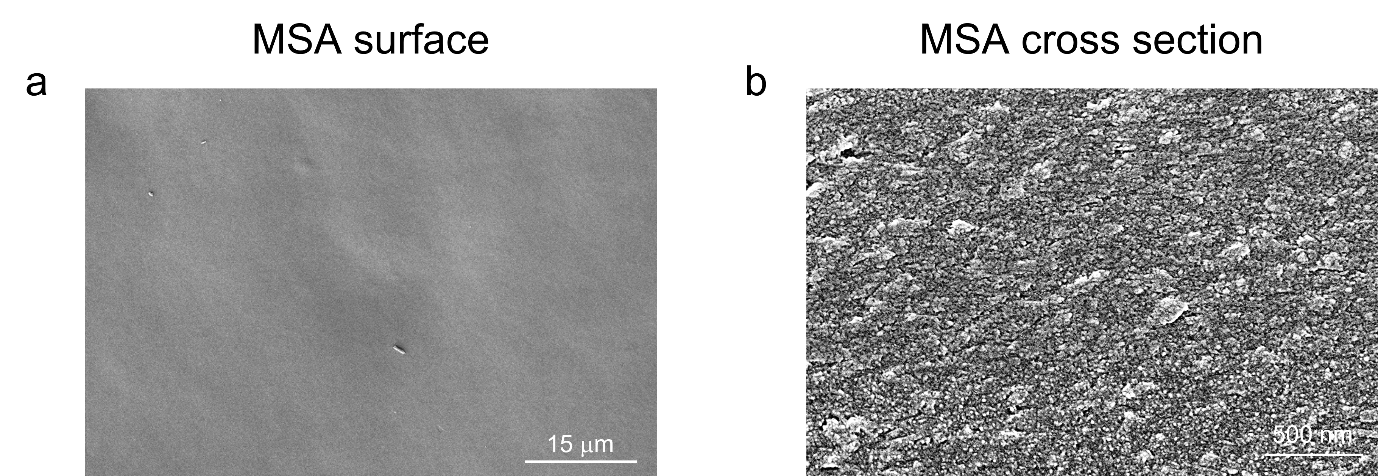 MSA surface
MSA cross section
a
b
15 μm
500 nm